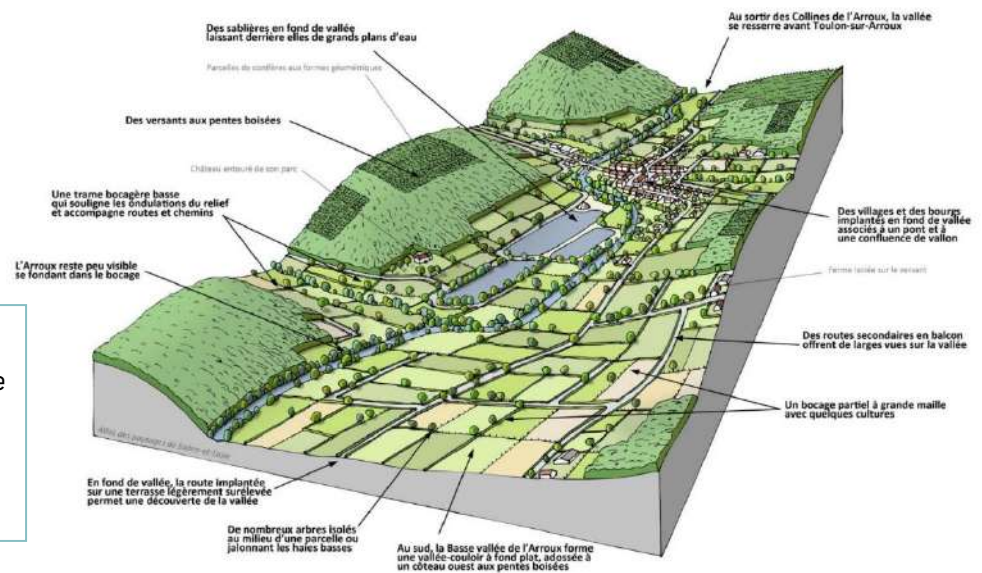 Au sortir des Collines de l'Arroux, la vallée
se resserre avant Toulon-sur-Arroux
Des sablières en fond de vallée
laissant derrière elles de grands plans d'eau
Parcelles de conifères aux formes géométriques
Des versants aux pentes boisées
Château entouré de son parc
Une trame bocagère basse
qui souligne les ondulations du relief
et accompagne routes et chemins
L'Arroux reste peu visible
se fondant dans le bocage
e
Des villages et des bourgs
implantés en fond de vallée
associés à un pont et à
une confluence de vallon
Ferme isolée sur le versant
Des routes secondaires en balcon
offrent de larges vues sur la vallée
Un bocage partiel à grande maille
avec quelques cultures
Atlas des paysages de Saône-et-Loire
En fond de vallée, la route implantée
sur une terrasse légèrement surélevée
permet une découverte de la vallée
De nombreux arbres isolés
au milieu d'une parcelle ou
jalonnant les haies basses
Au sud, la Basse vallée de l'Arroux forme
une vallée-couloir à fond plat, adossée à
un côteau ouest aux pentes boisées